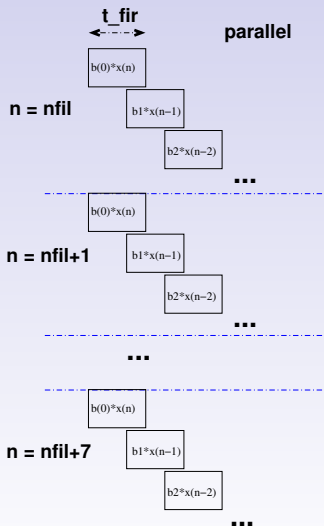 t_fir
parallel
b(0)*x(n)
n = nfil
b1*x(n−1)
b2*x(n−2)
...
b(0)*x(n)
n = nfil+1
b1*x(n−1)
b2*x(n−2)
...
...
b(0)*x(n)
n = nfil+7
b1*x(n−1)
b2*x(n−2)
...